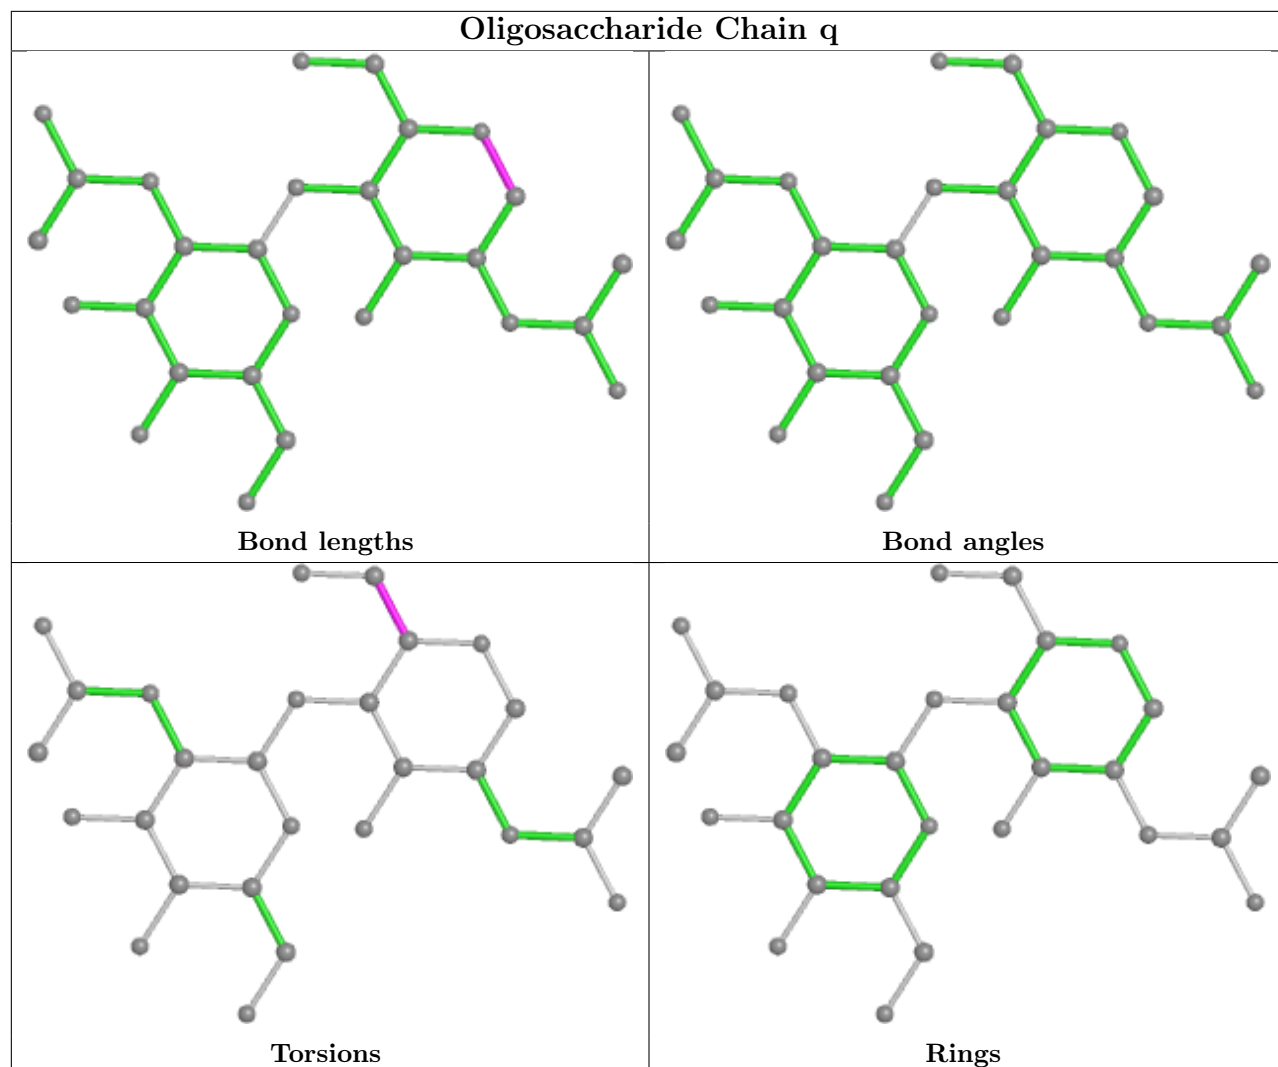 Oligosaccharide Chain q
Bond lengths
Bond angles
Torsions
Rings